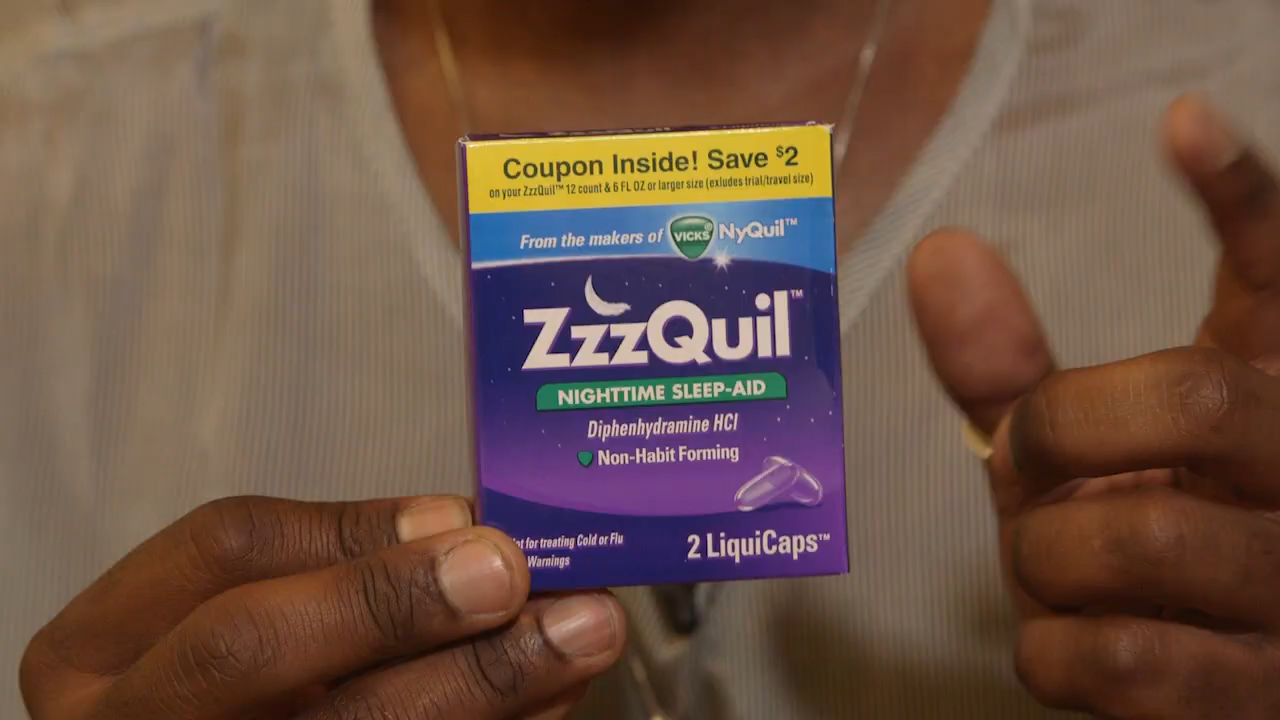 Coupon Inside! Save $2
on your ZzzQuil™ 12 count & 6 FL OZ or larger size (exludes trial/travel size)
From the makers of VICKS® NyQuil™
ZzzQuil™
NIGHTTIME SLEEP-AID
Diphenhydramine HCl
Non-Habit Forming
for treating Cold or Flu
Warnings
2 LiquiCaps™